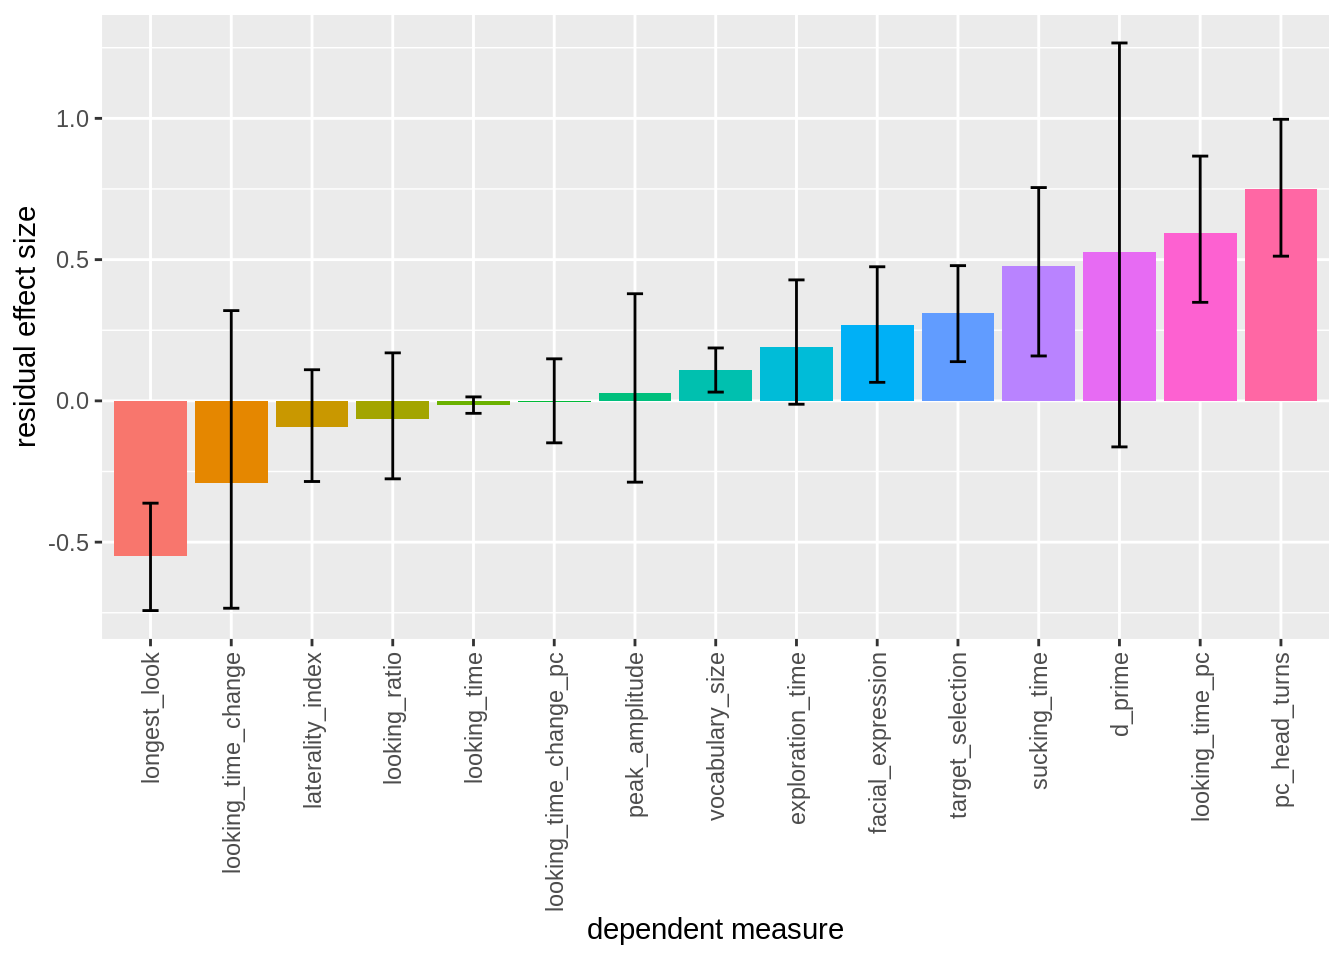 residual effect size
1.0
0.5
0.0
-0.5
longest_look
looking_time_change
laterality_index
looking_ratio
looking_time
looking_time_change_pc
peak_amplitude
vocabulary_size
exploration_time
facial_expression
target_selection
sucking_time
d_prime
looking_time_pc
pc_head_turns
dependent measure